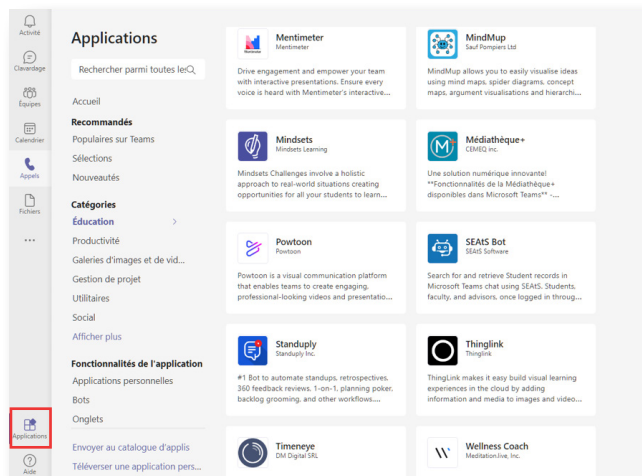 Activité
Clavardage
Équipes
Calendrier
Appels
Fichiers
Applications
Aide
Applications
Rechercher parmi toutes les
Accueil
Recommandés
Populaires sur Teams
Sélections
Nouveautés
Catégories
Éducation
Productivité
Galeries d'images et de vid...
Gestion de projet
Utilitaires
Social
Afficher plus
Fonctionnalités de l'application
Applications personnelles
Bots
Onglets
Envoyer au catalogue d'applis
Téléverser une application pers...
Mentimeter
Mentimeter
Drive engagement and empower your team
with interactive presentations. Ensure every
voice is heard with Mentimeter's interactive...
MindMup
Sauf Pompiers Ltd
MindMup allows you to easily visualise ideas
using mind maps, spider diagrams, concept
maps, argument visualisations and hierarchi...
Mindsets
Mindsets Learning
Mindsets Challenges involve a holistic
approach to real-world situations creating
opportunities for all your students to learn...
Médiathèque+
CEMEQ inc.
Une solution numérique innovante!
**Fonctionnalités de la Médiathèque+
disponibles dans Microsoft Teams** -...
Powtoon
Powtoon
Powtoon is a visual communication platform
that enables teams to create engaging,
professional-looking videos and presentatio...
SEAtS Bot
SEAtS Software
Search for and retrieve Student records in
Microsoft Teams chat using SEAtS. Students,
faculty, and advisors, once logged in throug...
Standuply
Standuply Inc.
#1 Bot to automate standups, retrospectives,
360 feedback reviews, 1-on-1, planning poker,
backlog grooming, and other workflows....
Thinglink
Thinglink
ThingLink makes it easy build visual learning
experiences in the cloud by adding
information and media to images and video...
Timeneye
DM Digital SRL
Wellness Coach
Meditation.live, Inc.